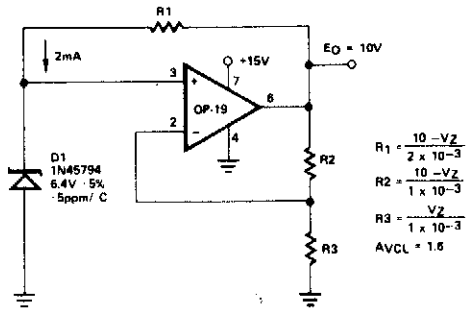 R1
2mA
EO = 10V
+15V
3
+
7
OP-19
6
2
−
4
D1
1N45794
6.4V · 5%
· 5ppm/ C
R2
R3
R1 = 10 −VZ
2 x 10−3
R2 = 10 −VZ
1 x 10−3
R3 = VZ
1 x 10−3
AVCL = 1.6